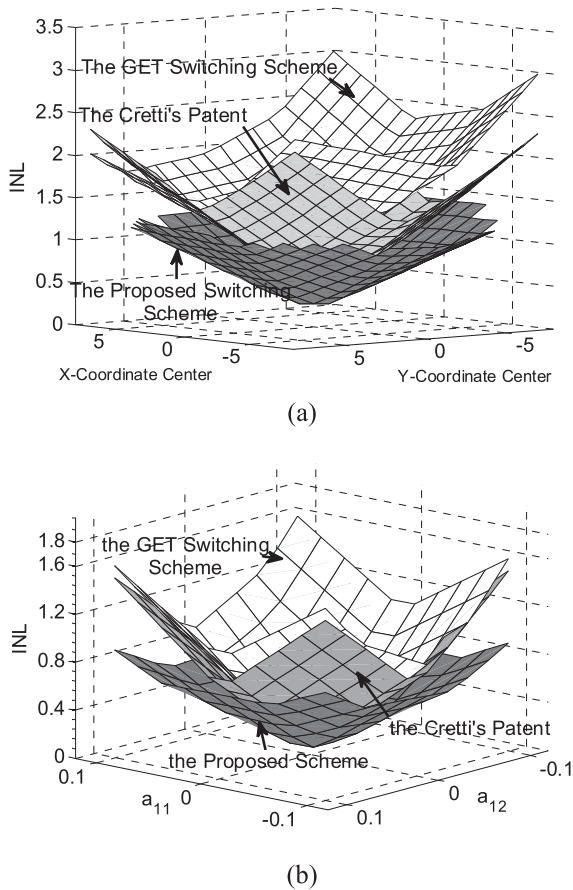 3.5
3
2.5
2
1.5
1
0.5
0
INL
The GET Switching Scheme
The Cretti's Patent
The Proposed Switching
Scheme
5
0
-5
X-Coordinate Center
5
0
-5
Y-Coordinate Center
(a)
1.8
1.6
1.2
0.8
0.4
0
INL
the GET Switching
Scheme
the Cretti's Patent
the Proposed Scheme
0.1
a11 0
-0.1
0.1
0 a12
-0.1
(b)